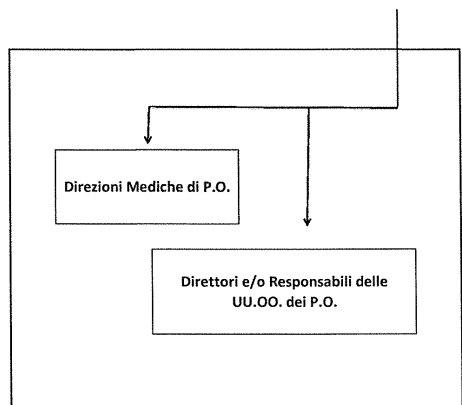 Direzioni Mediche di P.O.
Direttori e/o Responsabili delle
UU.OO. dei P.O.